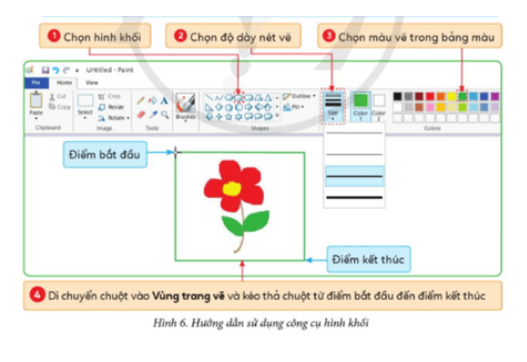 1 Chọn hình khối
2 Chọn độ dày nét vẽ
3 Chọn màu vẽ trong bảng màu
Untitled - Paint
File Home View
Paste
Cut
Copy
Clipboard
Select
Crop
Resize
Rotate
Image
Tools
Brushes
Shapes
Outline
Fill
Size
Color 1
Color 2
Colors
Điểm bắt đầu
Điểm kết thúc
4 Di chuyển chuột vào Vùng trang vẽ và kéo thả chuột từ điểm bắt đầu đến điểm kết thúc
Hình 6. Hướng dẫn sử dụng công cụ hình khối